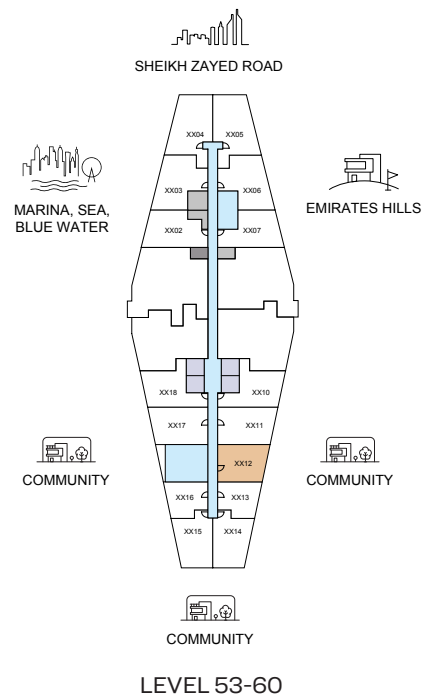 SHEIKH ZAYED ROAD
XX04 XX05
MARINA, SEA,
BLUE WATER
XX03 XX06
EMIRATES HILLS
XX02 XX07
XX18 XX10
XX17 XX11
COMMUNITY
XX12
COMMUNITY
XX16 XX13
XX15 XX14
COMMUNITY
LEVEL 53-60